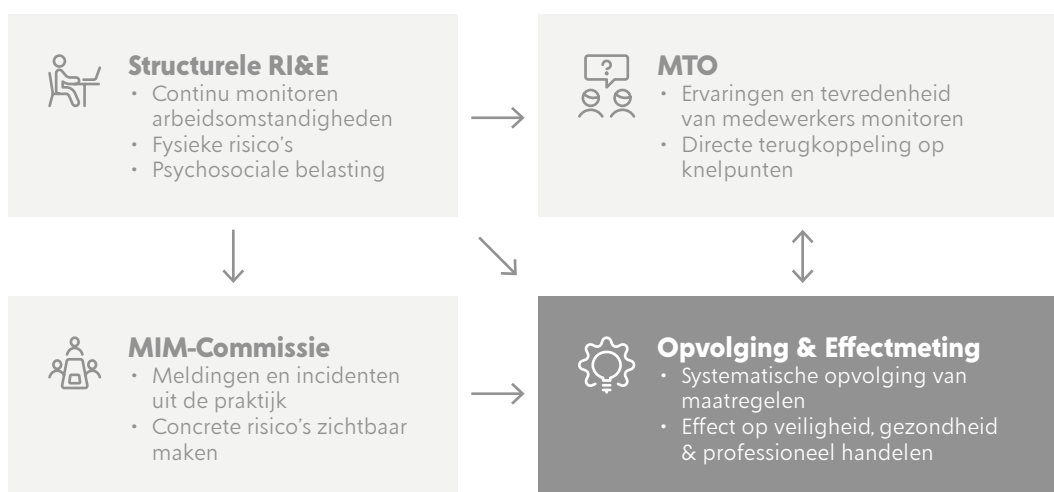 Structurele RI&E
• Continu monitoren
arbeidsomstandigheden
• Fysieke risico's
• Psychosociale belasting
?
MTO
• Ervaringen en tevredenheid
van medewerkers monitoren
• Directe terugkoppeling op
knelpunten
MIM-Commissie
• Meldingen en incidenten
uit de praktijk
• Concrete risico's zichtbaar
maken
Opvolging & Effectmeting
• Systematische opvolging van
maatregelen
• Effect op veiligheid, gezondheid
& professioneel handelen